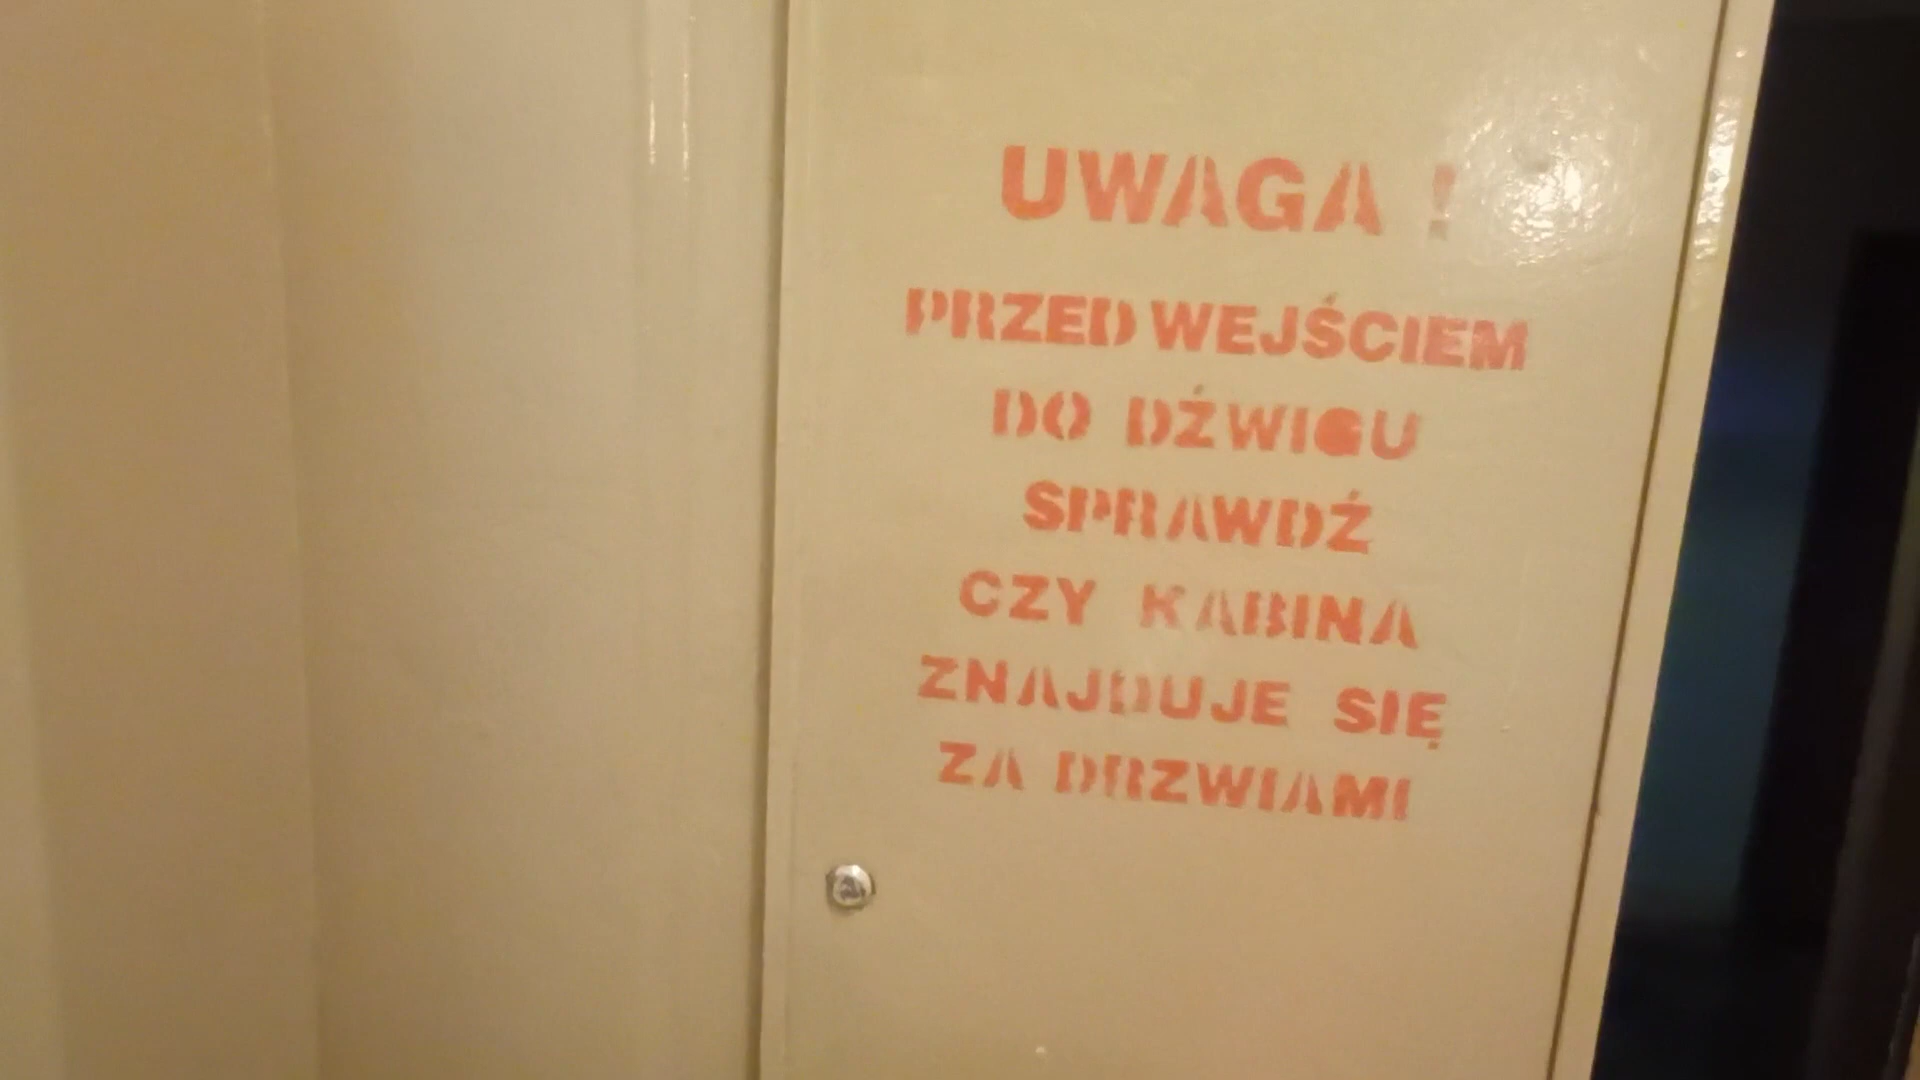 UWAGA !
PRZED WEJŚCIEM
DO DŹWIGU
SPRAWDŹ
CZY KABINA
ZNAJDUJE SIĘ
ZA DRZWIAMI